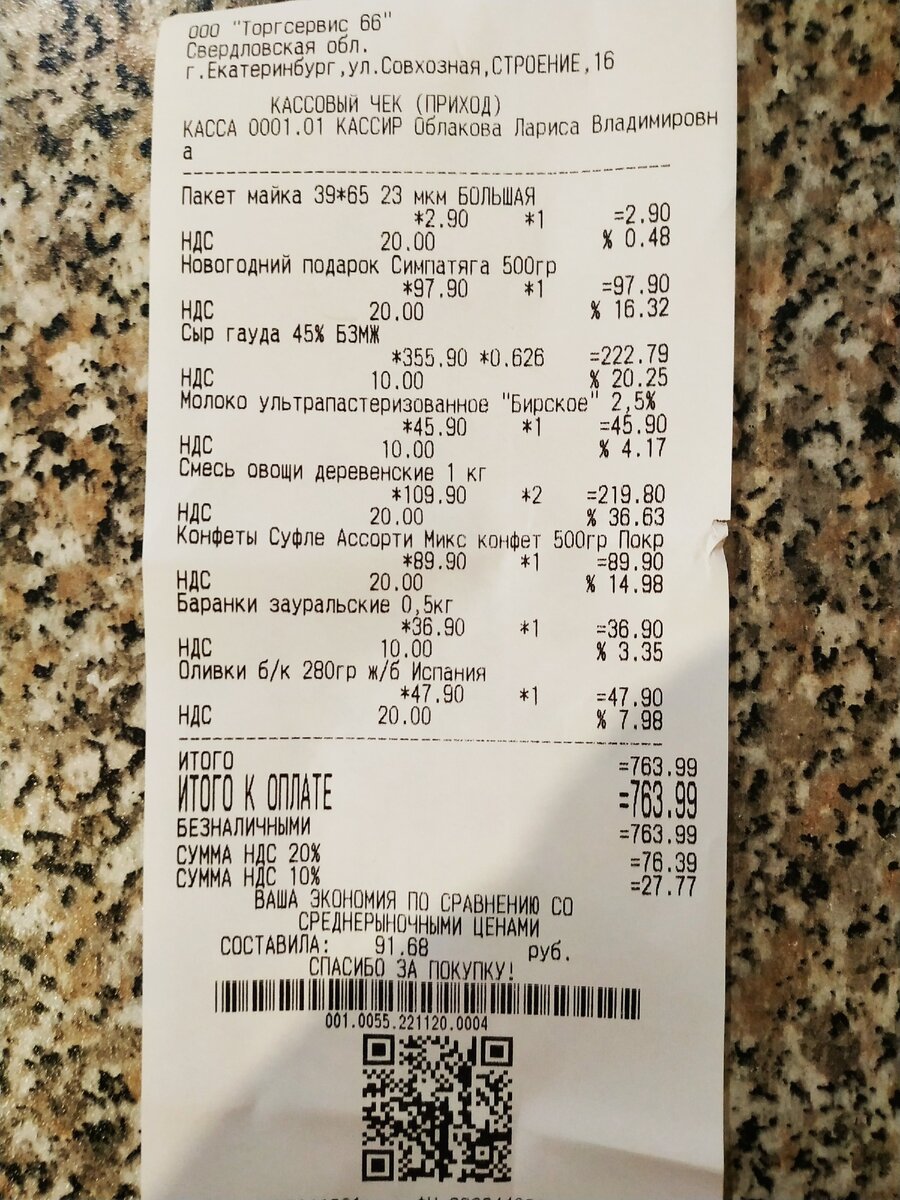 ООО "Торгсервис 66"
Свердловская обл.
г.Екатеринбург,ул.Совхозная,СТРОЕНИЕ,16
КАССОВЫЙ ЧЕК (ПРИХОД)
КАССА 0001.01 КАССИР Облакова Лариса Владимировн
а
Пакет майка 39*65 23 мкм БОЛЬШАЯ
*2.90 *1 =2.90
НДС 20.00 % 0.48
Новогодний подарок Симпатяга 500гр
*97.90 *1 =97.90
НДС 20.00 % 16.32
Сыр гауда 45% БЗМЖ
*355.90 *0.626 =222.79
НДС 10.00 % 20.25
Молоко ультрапастеризованное "Бирское" 2,5%
*45.90 *1 =45.90
НДС 10.00 % 4.17
Смесь овощи деревенские 1 кг
*109.90 *2 =219.80
НДС 20.00 % 36.63
Конфеты Суфле Ассорти Микс конфет 500гр Покр
*89.90 *1 =89.90
НДС 20.00 % 14.98
Баранки зауральские 0,5кг
*36.90 *1 =36.90
НДС 10.00 % 3.35
Оливки б/к 280гр ж/б Испания
*47.90 *1 =47.90
НДС 20.00 % 7.98
ИТОГО =763.99
ИТОГО К ОПЛАТЕ =763.99
БЕЗНАЛИЧНЫМИ =763.99
СУММА НДС 20% =76.39
СУММА НДС 10% =27.77
ВАША ЭКОНОМИЯ ПО СРАВНЕНИЮ СО
СРЕДНЕРЫНОЧНЫМИ ЦЕНАМИ
СОСТАВИЛА: 91.68 руб.
СПАСИБО ЗА ПОКУПКУ!
001.0055.221120.0004